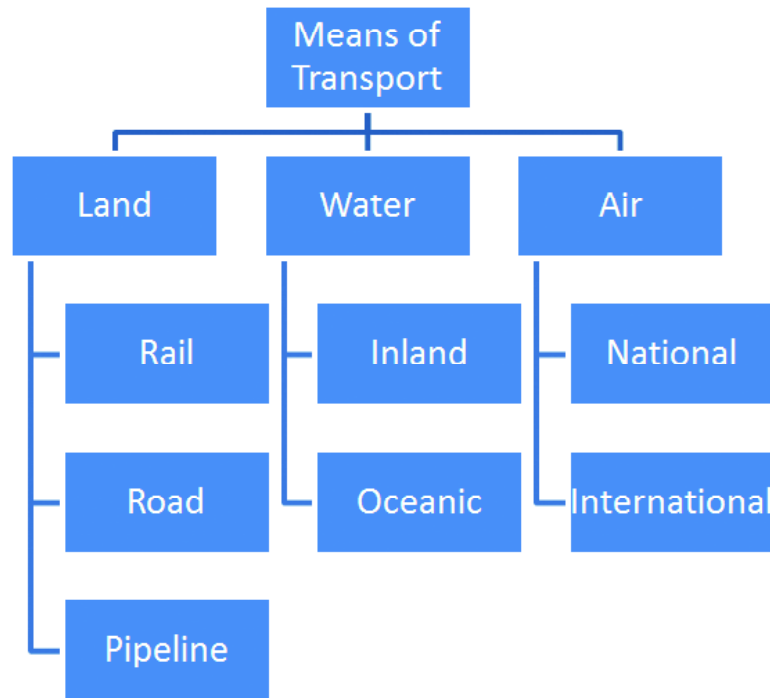 Means of
Transport
Land
Water
Air
Rail
Inland
National
Road
Oceanic
International
Pipeline